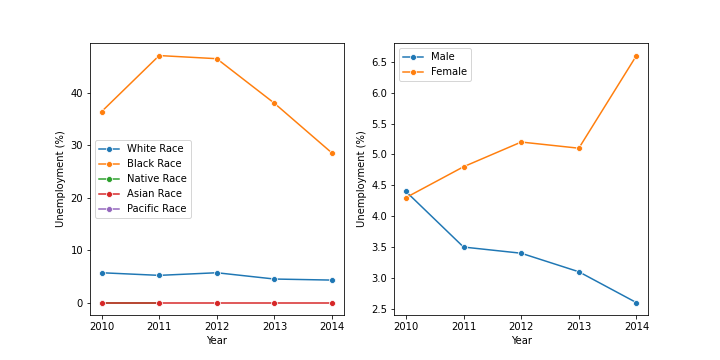 Unemployment (%)
40
30
20
10
0
White Race
Black Race
Native Race
Asian Race
Pacific Race
2010 2011 2012 2013 2014
Year
Unemployment (%)
6.5
6.0
5.5
5.0
4.5
4.0
3.5
3.0
2.5
Male
Female
2010 2011 2012 2013 2014
Year